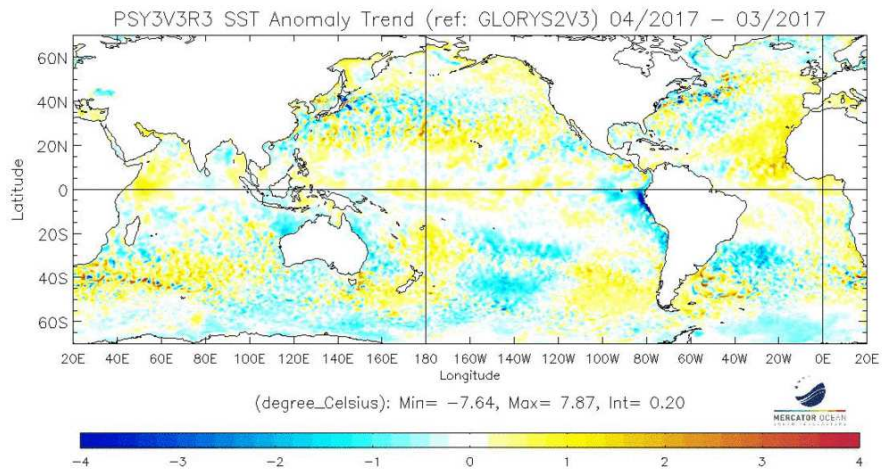 PSY3V3R3 SST Anomaly Trend (ref: GLORYS2V3) 04/2017 - 03/2017
60N
40N
20N
0
20S
40S
60S
Latitude
20E 40E 60E 80E 100E 120E 140E 160E 180 160W 140W 120W 100W 80W 60W 40W 20W 0E 20E
Longitude
(degree_Celsius): Min= -7.64, Max= 7.87, Int= 0.20
MERCATOR OCEAN
-4 -3 -2 -1 0 1 2 3 4